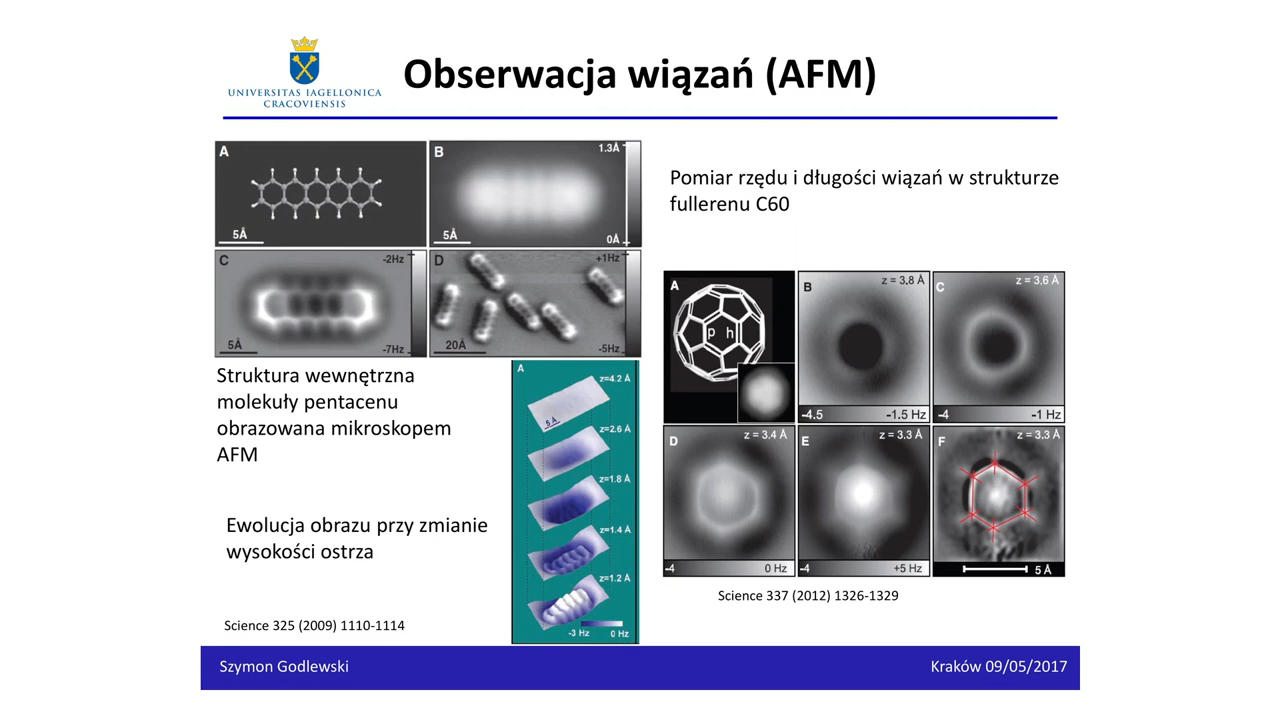 UNIVERSITAS IAGELLONICA
CRACOVIENSIS
Obserwacja wiązań (AFM)
A
5Å
B
1.3Å
5Å
0Å
C
-2Hz
5Å
-7Hz
D
+1Hz
20Å
-5Hz
Struktura wewnętrzna
molekuły pentacenu
obrazowana mikroskopem
AFM
Ewolucja obrazu przy zmianie
wysokości ostrza
Science 325 (2009) 1110-1114
A
z=4.2 Å
5 Å
z=2.6 Å
z=1.8 Å
z=1.4 Å
z=1.2 Å
-3 Hz 0 Hz
Pomiar rzędu i długości wiązań w strukturze
fullerenu C60
A
p h
B
z = 3.8 Å
-4.5 -1.5 Hz
C
z = 3.6 Å
-4 -1 Hz
D
z = 3.4 Å
-4 0 Hz
E
z = 3.3 Å
-4 +5 Hz
F
z = 3.3 Å
5 Å
Science 337 (2012) 1326-1329
Szymon Godlewski
Kraków 09/05/2017